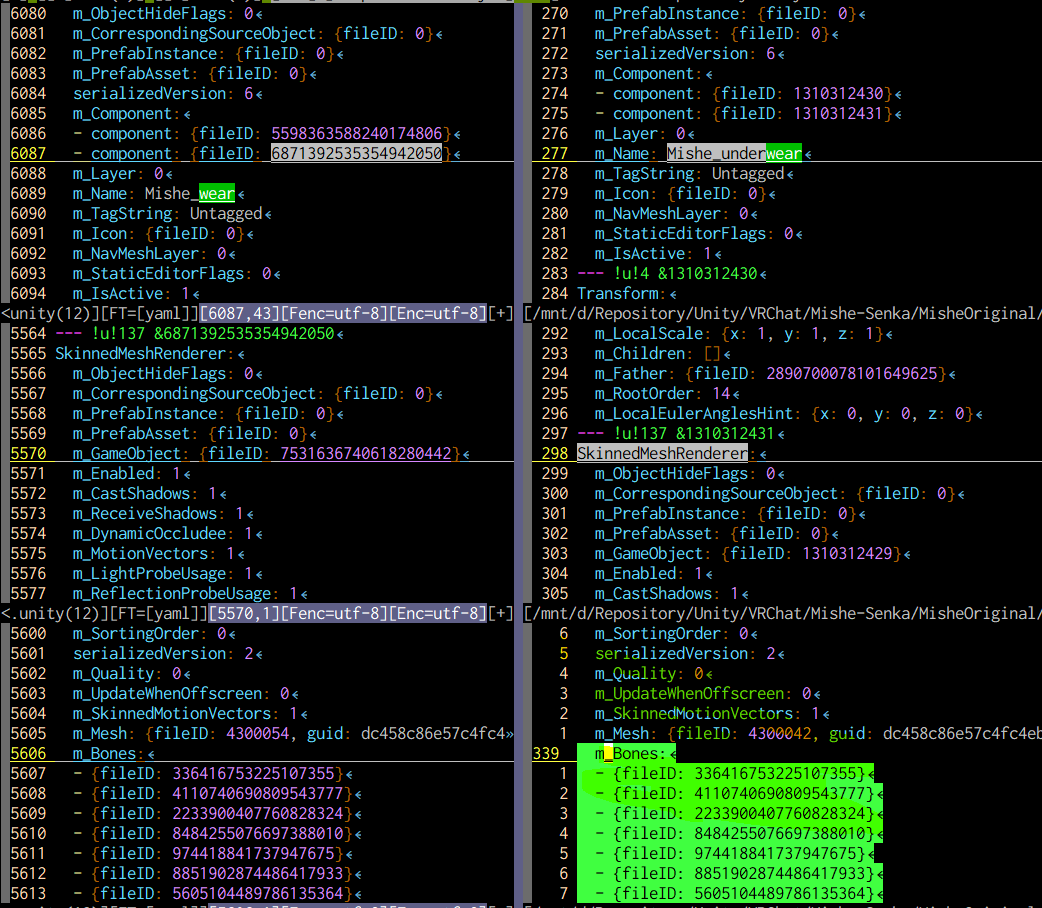 6080 m_ObjectHideFlags: 0
6081 m_CorrespondingSourceObject: {fileID: 0}
6082 m_PrefabInstance: {fileID: 0}
6083 m_PrefabAsset: {fileID: 0}
6084 serializedVersion: 6
6085 m_Component:
6086 - component: {fileID: 5598363588240174806}
6087 - component: {fileID: 6871392535354942050}
6088 m_Layer: 0
6089 m_Name: Mishe_wear
6090 m_TagString: Untagged
6091 m_Icon: {fileID: 0}
6092 m_NavMeshLayer: 0
6093 m_StaticEditorFlags: 0
6094 m_IsActive: 1
<unity(12)][FT=[yaml]][6087,43][Fenc=utf-8][Enc=utf-8][+]
5564 --- !u!137 &6871392535354942050
5565 SkinnedMeshRenderer:
5566 m_ObjectHideFlags: 0
5567 m_CorrespondingSourceObject: {fileID: 0}
5568 m_PrefabInstance: {fileID: 0}
5569 m_PrefabAsset: {fileID: 0}
5570 m_GameObject: {fileID: 7531636740618280442}
5571 m_Enabled: 1
5572 m_CastShadows: 1
5573 m_ReceiveShadows: 1
5574 m_DynamicOccludee: 1
5575 m_MotionVectors: 1
5576 m_LightProbeUsage: 1
5577 m_ReflectionProbeUsage: 1
<.unity(12)][FT=[yaml]][5570,1][Fenc=utf-8][Enc=utf-8][+]
5600 m_SortingOrder: 0
5601 serializedVersion: 2
5602 m_Quality: 0
5603 m_UpdateWhenOffscreen: 0
5604 m_SkinnedMotionVectors: 1
5605 m_Mesh: {fileID: 4300054, guid: dc458c86e57c4fc4»
5606 m_Bones:
5607 - {fileID: 336416753225107355}
5608 - {fileID: 4110740690809543777}
5609 - {fileID: 2233900407760828324}
5610 - {fileID: 8484255076697388010}
5611 - {fileID: 974418841737947675}
5612 - {fileID: 8851902874486417933}
5613 - {fileID: 5605104489786135364}
270 m_PrefabInstance: {fileID: 0}
271 m_PrefabAsset: {fileID: 0}
272 serializedVersion: 6
273 m_Component:
274 - component: {fileID: 1310312430}
275 - component: {fileID: 1310312431}
276 m_Layer: 0
277 m_Name: Mishe_underwear
278 m_TagString: Untagged
279 m_Icon: {fileID: 0}
280 m_NavMeshLayer: 0
281 m_StaticEditorFlags: 0
282 m_IsActive: 1
283 --- !u!4 &1310312430
284 Transform:
[/mnt/d/Repository/Unity/VRChat/Mishe-Senka/MisheOriginal/
292 m_LocalScale: {x: 1, y: 1, z: 1}
293 m_Children: []
294 m_Father: {fileID: 2890700078101649625}
295 m_RootOrder: 14
296 m_LocalEulerAnglesHint: {x: 0, y: 0, z: 0}
297 --- !u!137 &1310312431
298 SkinnedMeshRenderer:
299 m_ObjectHideFlags: 0
300 m_CorrespondingSourceObject: {fileID: 0}
301 m_PrefabInstance: {fileID: 0}
302 m_PrefabAsset: {fileID: 0}
303 m_GameObject: {fileID: 1310312429}
304 m_Enabled: 1
305 m_CastShadows: 1
[/mnt/d/Repository/Unity/VRChat/Mishe-Senka/MisheOriginal/
6 m_SortingOrder: 0
5 serializedVersion: 2
4 m_Quality: 0
3 m_UpdateWhenOffscreen: 0
2 m_SkinnedMotionVectors: 1
1 m_Mesh: {fileID: 4300042, guid: dc458c86e57c4fc4eb
339 m_Bones:
1 - {fileID: 336416753225107355}
2 - {fileID: 4110740690809543777}
3 - {fileID: 2233900407760828324}
4 - {fileID: 8484255076697388010}
5 - {fileID: 974418841737947675}
6 - {fileID: 8851902874486417933}
7 - {fileID: 5605104489786135364}